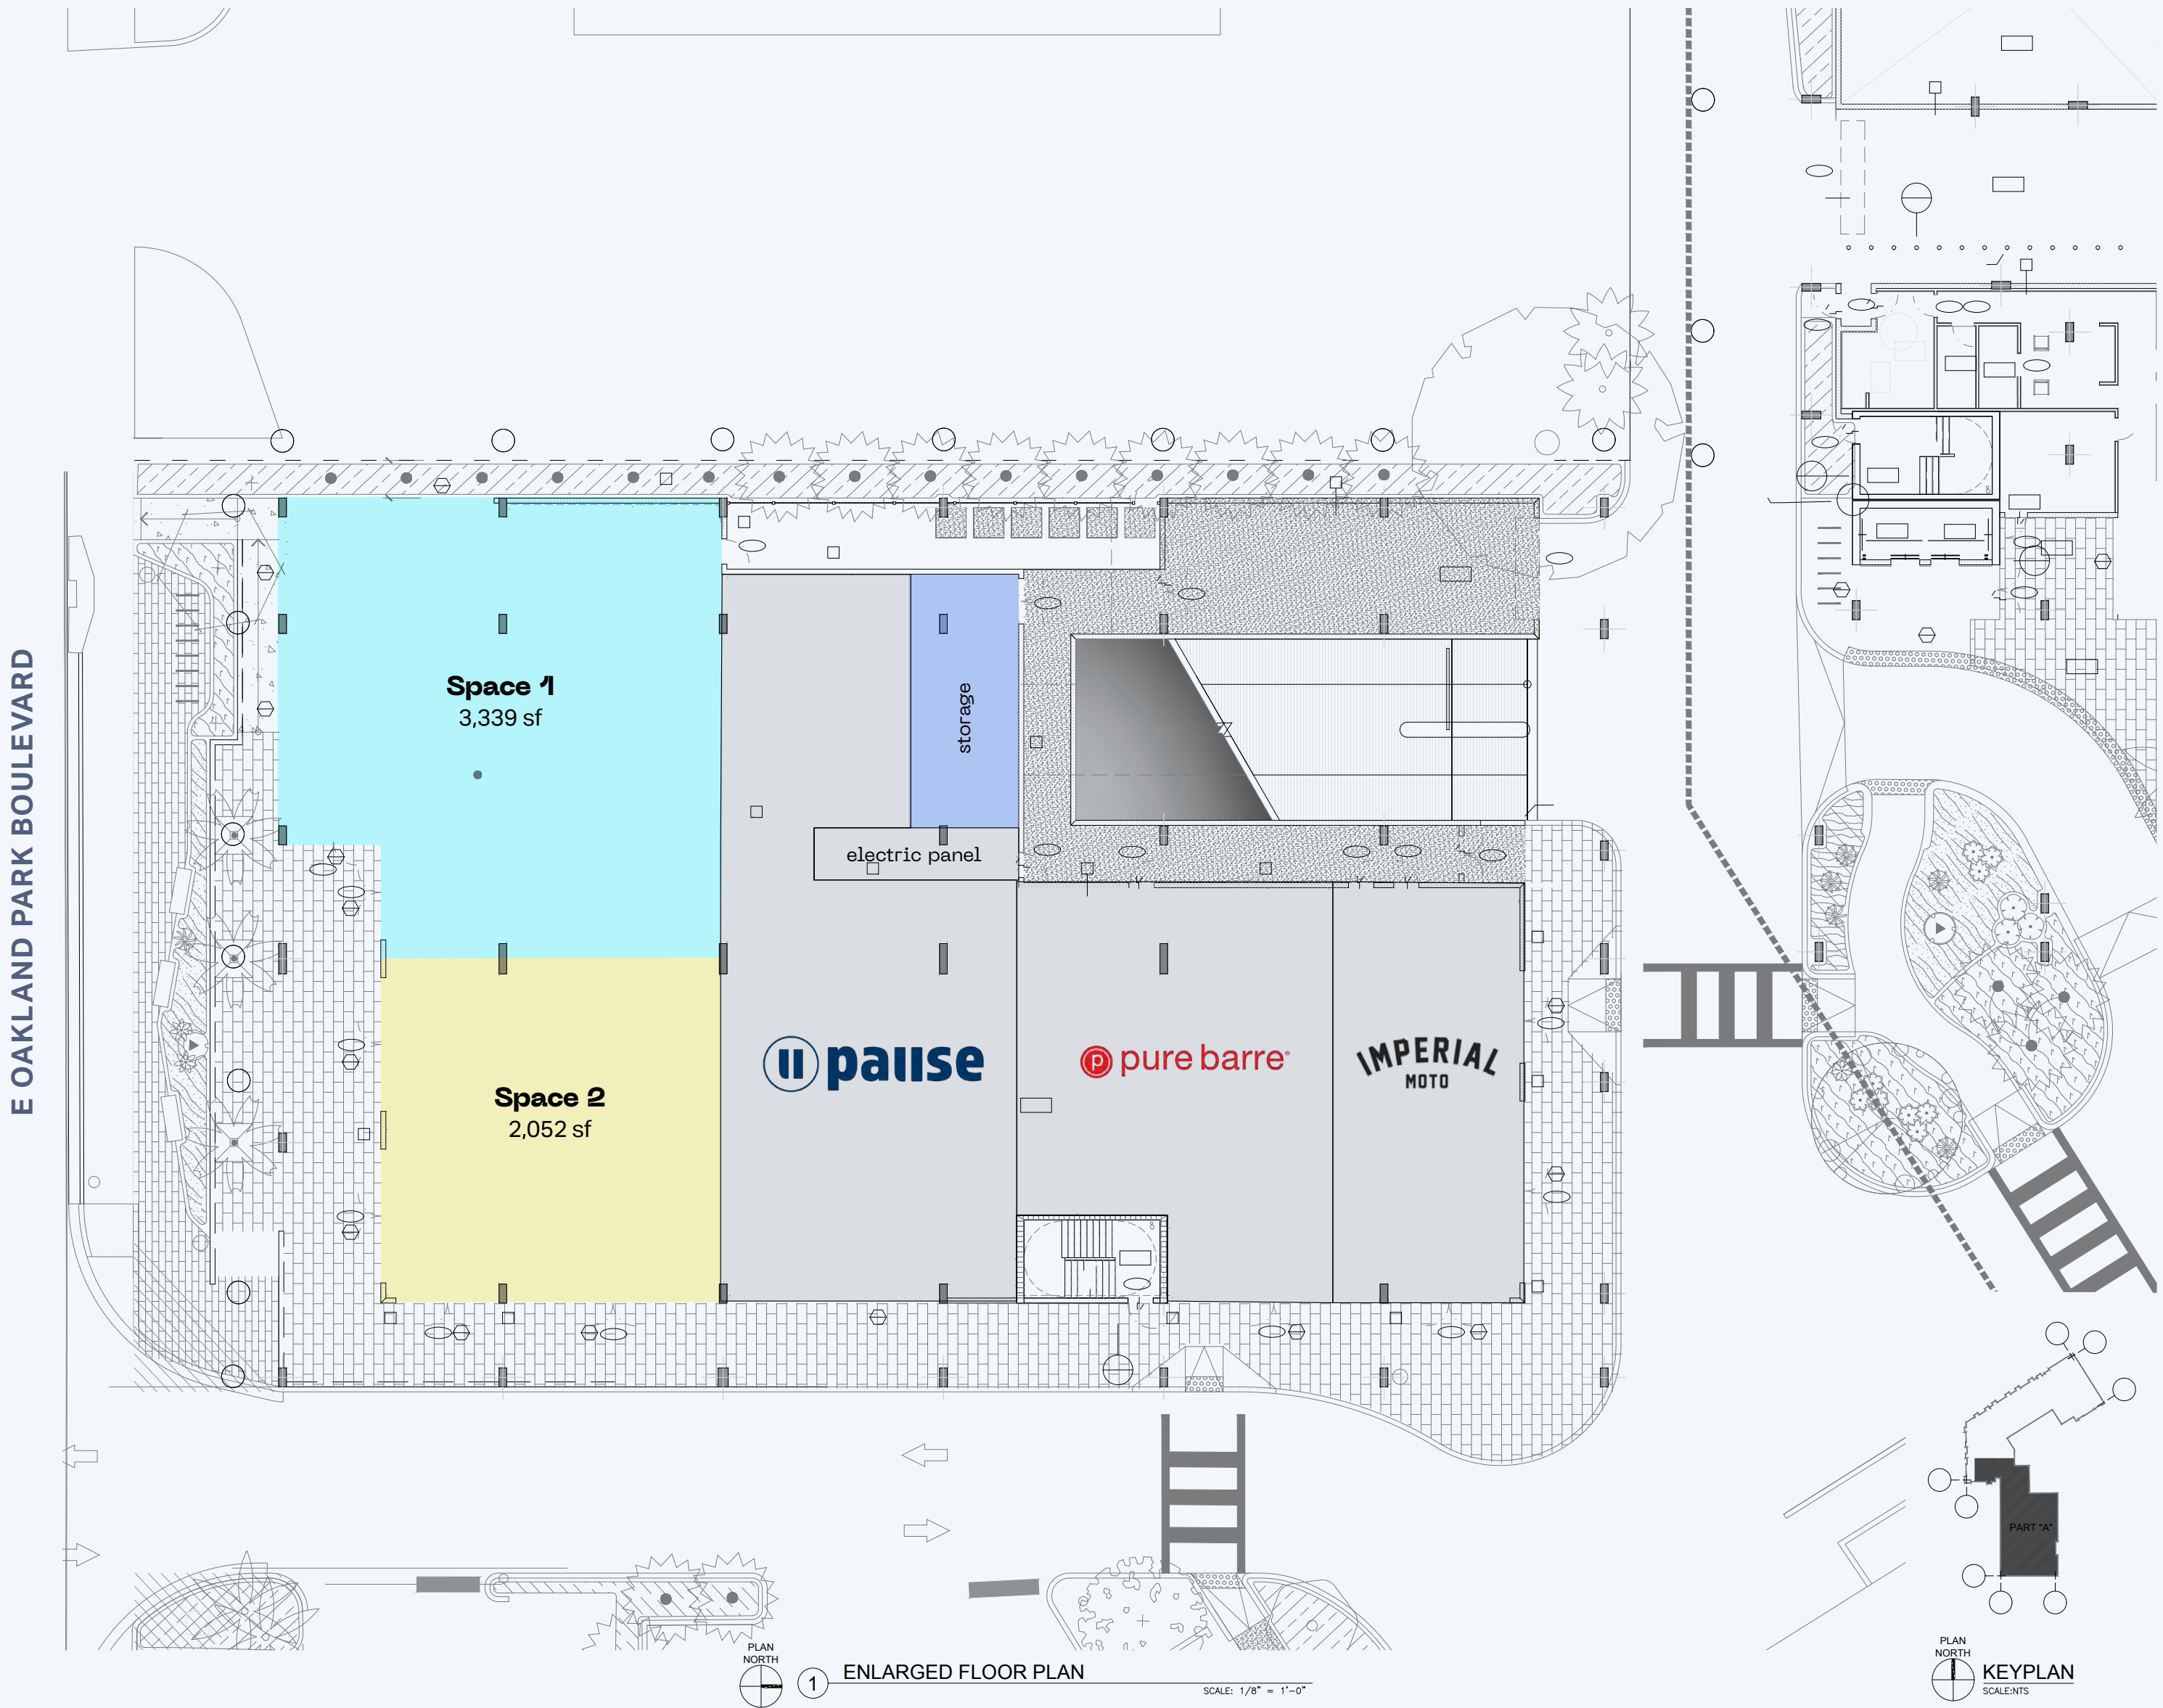 E OAKLAND PARK BOULEVARD
Space 1
3,339 sf
storage
electric panel
Space 2
2,052 sf
pause
p pure barre®
IMPERIAL
MOTO
PART "A"
PLAN
NORTH
1
ENLARGED FLOOR PLAN
SCALE: 1/8" = 1'-0"
PLAN
NORTH
KEYPLAN
SCALE:NTS